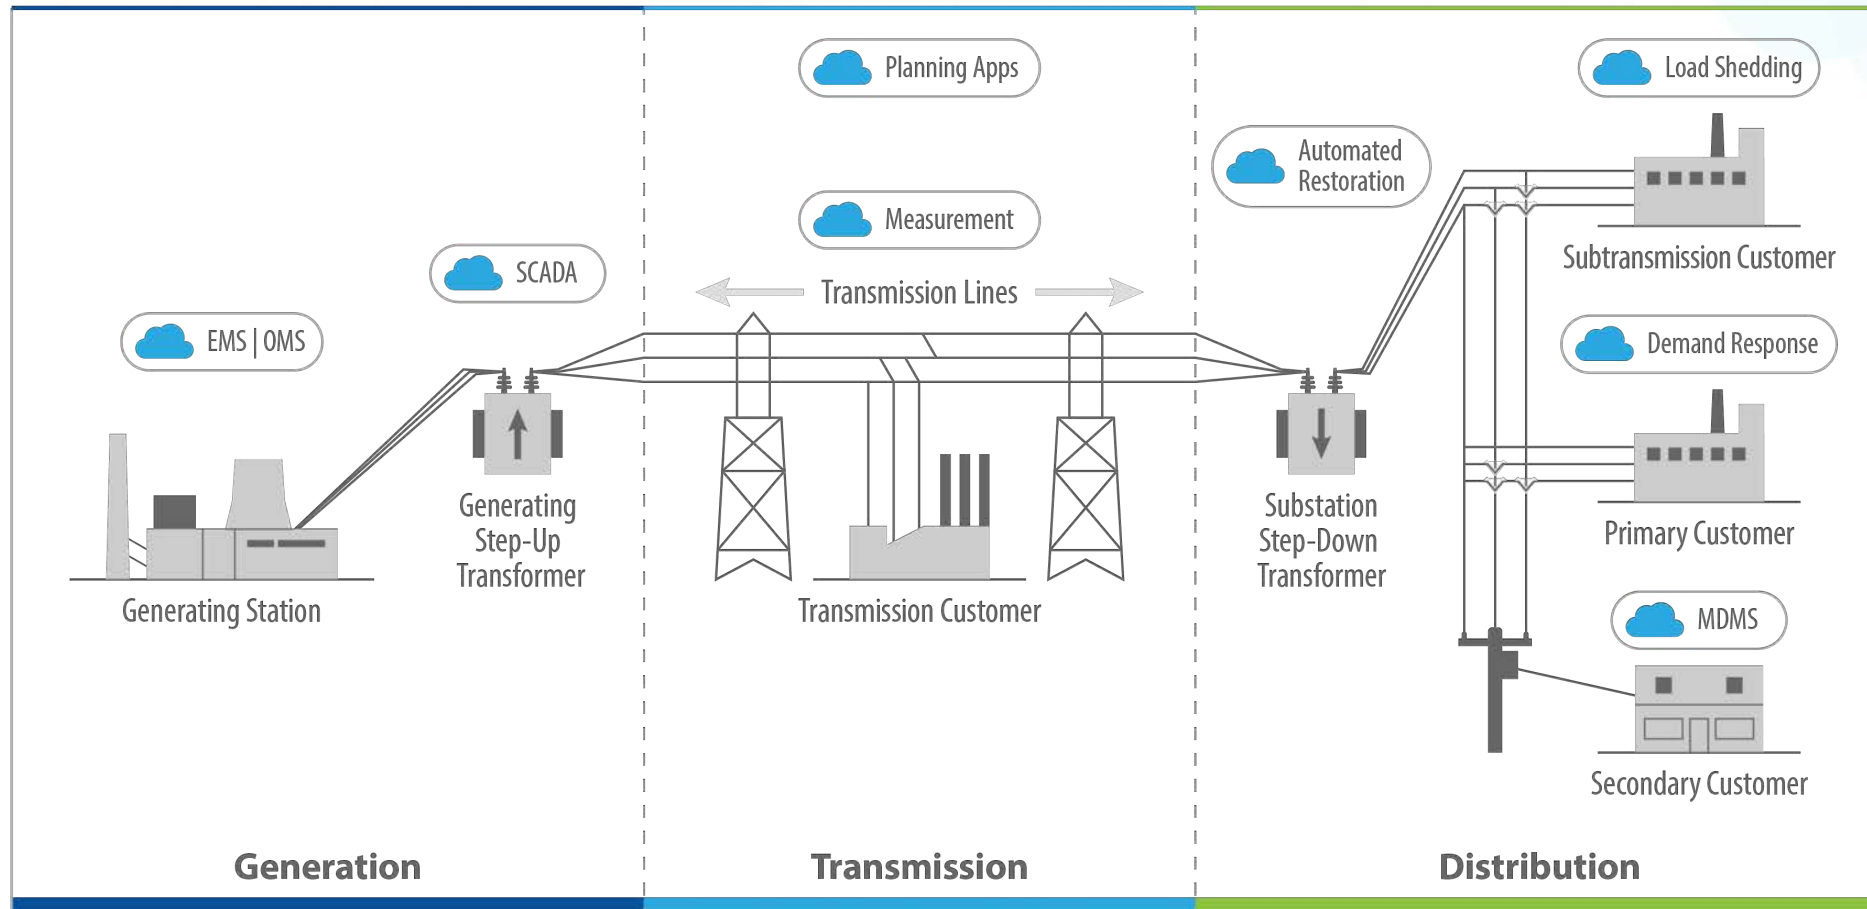 EMS | OMS
SCADA
Generating Station
Generating
Step-Up
Transformer
Generation
Planning Apps
Measurement
Transmission Lines
Transmission Customer
Transmission
Automated
Restoration
Substation
Step-Down
Transformer
Load Shedding
Subtransmission Customer
Demand Response
Primary Customer
MDMS
Secondary Customer
Distribution